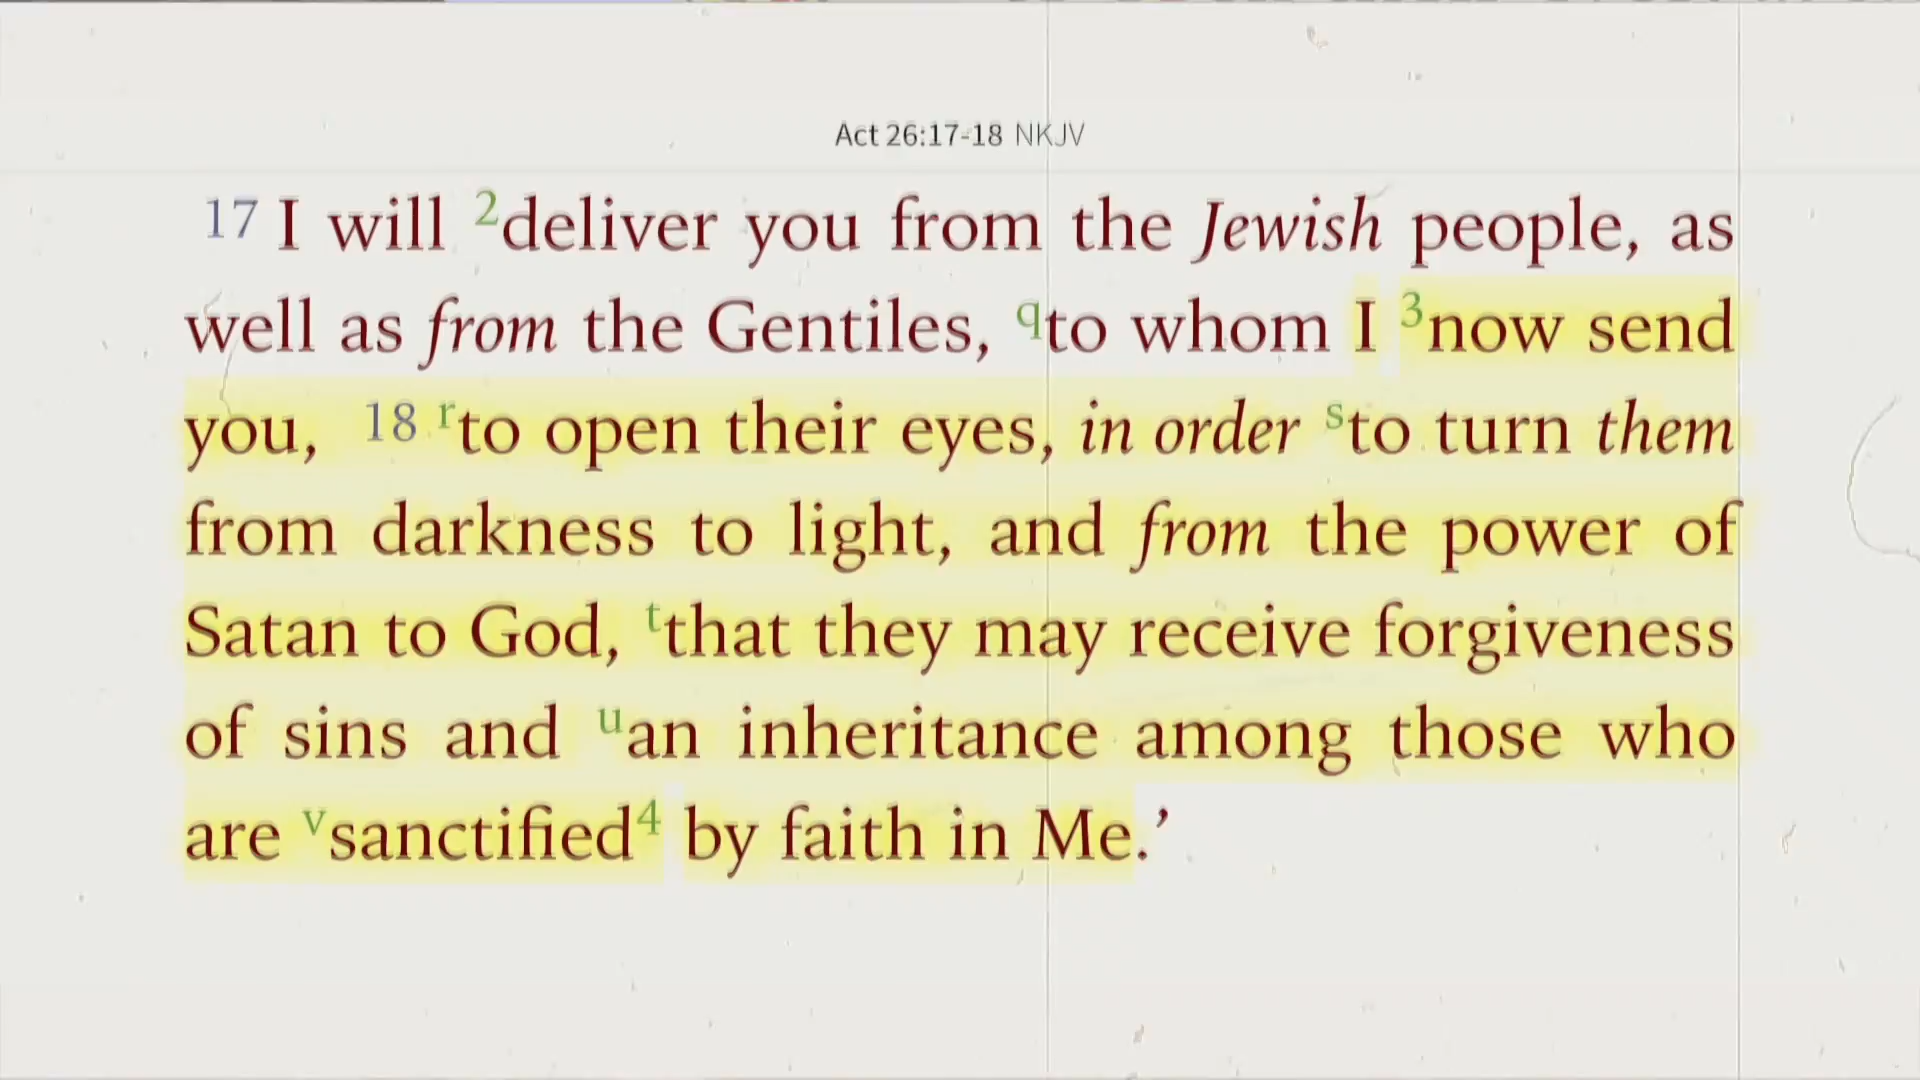 Act 26:17-18 NKJV
17 I will 2deliver you from the Jewish people, as
well as from the Gentiles, qto whom I 3now send
you, 18 rto open their eyes, in order sto turn them
from darkness to light, and from the power of
Satan to God, tthat they may receive forgiveness
of sins and uan inheritance among those who
are vsanctified4 by faith in Me.’